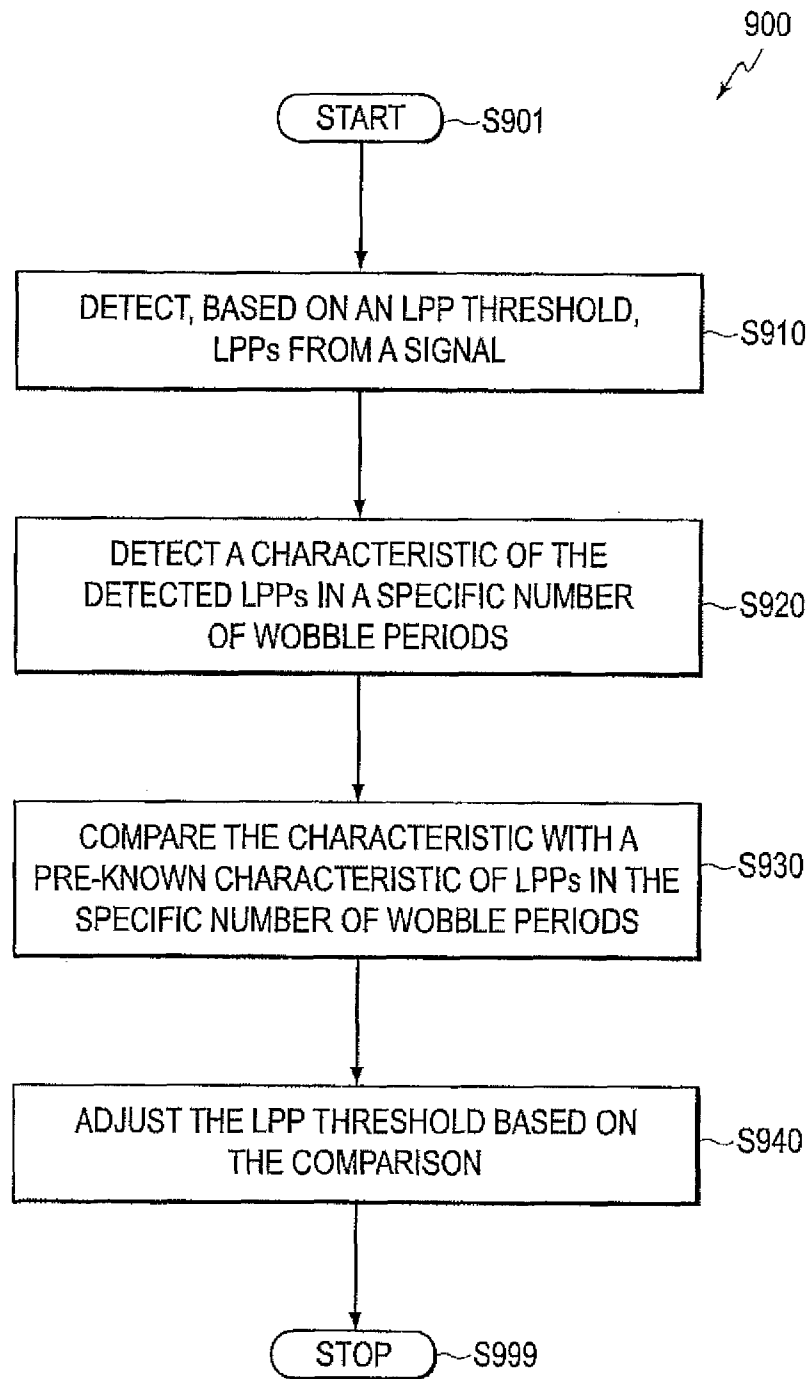 900
START
S901
DETECT, BASED ON AN LPP THRESHOLD,
LPPs FROM A SIGNAL
S910
DETECT A CHARACTERISTIC OF THE
DETECTED LPPs IN A SPECIFIC NUMBER
OF WOBBLE PERIODS
S920
COMPARE THE CHARACTERISTIC WITH A
PRE-KNOWN CHARACTERISTIC OF LPPs IN THE
SPECIFIC NUMBER OF WOBBLE PERIODS
S930
ADJUST THE LPP THRESHOLD BASED ON
THE COMPARISON
S940
STOP
S999